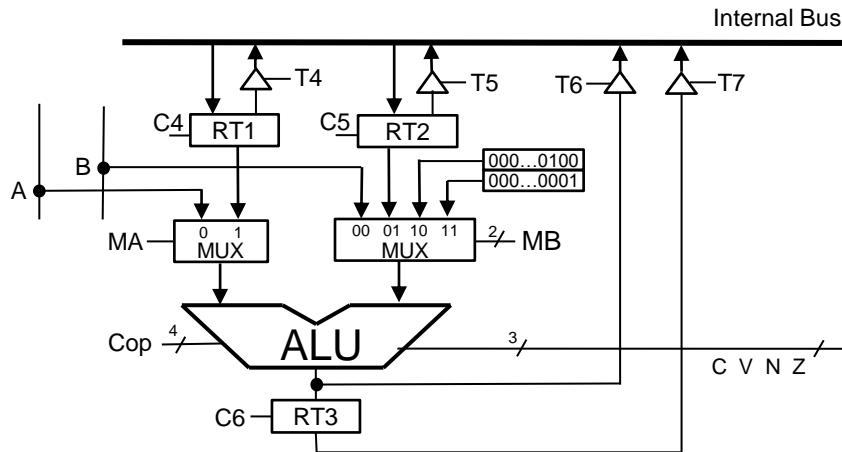 Internal Bus
T4
T5
T6
T7
C4
RT1
C5
RT2
B
000...0100
000...0001
A
0 1
00 01 10 11
MA
MUX
MUX
2
MB
4
Cop
ALU
3
C V N Z
C6
RT3